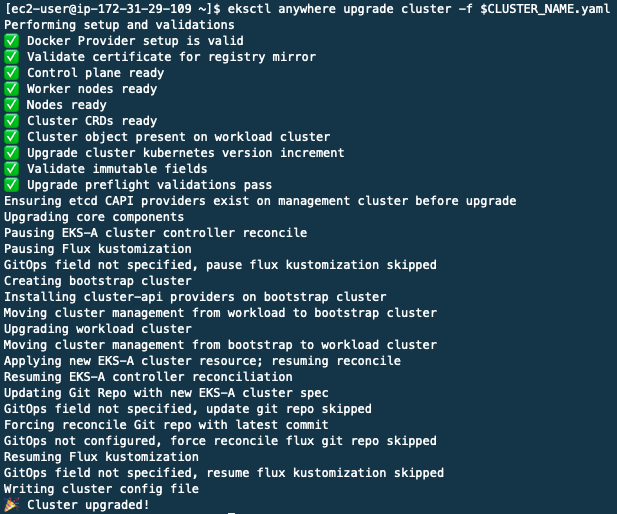 [ec2-user@ip-172-31-29-109 ~]$ eksctl anywhere upgrade cluster -f $CLUSTER_NAME.yaml
Performing setup and validations
✅ Docker Provider setup is valid
✅ Validate certificate for registry mirror
✅ Control plane ready
✅ Worker nodes ready
✅ Nodes ready
✅ Cluster CRDs ready
✅ Cluster object present on workload cluster
✅ Upgrade cluster kubernetes version increment
✅ Validate immutable fields
✅ Upgrade preflight validations pass
Ensuring etcd CAPI providers exist on management cluster before upgrade
Upgrading core components
Pausing EKS-A cluster controller reconcile
Pausing Flux kustomization
GitOps field not specified, pause flux kustomization skipped
Creating bootstrap cluster
Installing cluster-api providers on bootstrap cluster
Moving cluster management from workload to bootstrap cluster
Upgrading workload cluster
Moving cluster management from bootstrap to workload cluster
Applying new EKS-A cluster resource; resuming reconcile
Resuming EKS-A controller reconciliation
Updating Git Repo with new EKS-A cluster spec
GitOps field not specified, update git repo skipped
Forcing reconcile Git repo with latest commit
GitOps not configured, force reconcile flux git repo skipped
Resuming Flux kustomization
GitOps field not specified, resume flux kustomization skipped
Writing cluster config file
🎉 Cluster upgraded!